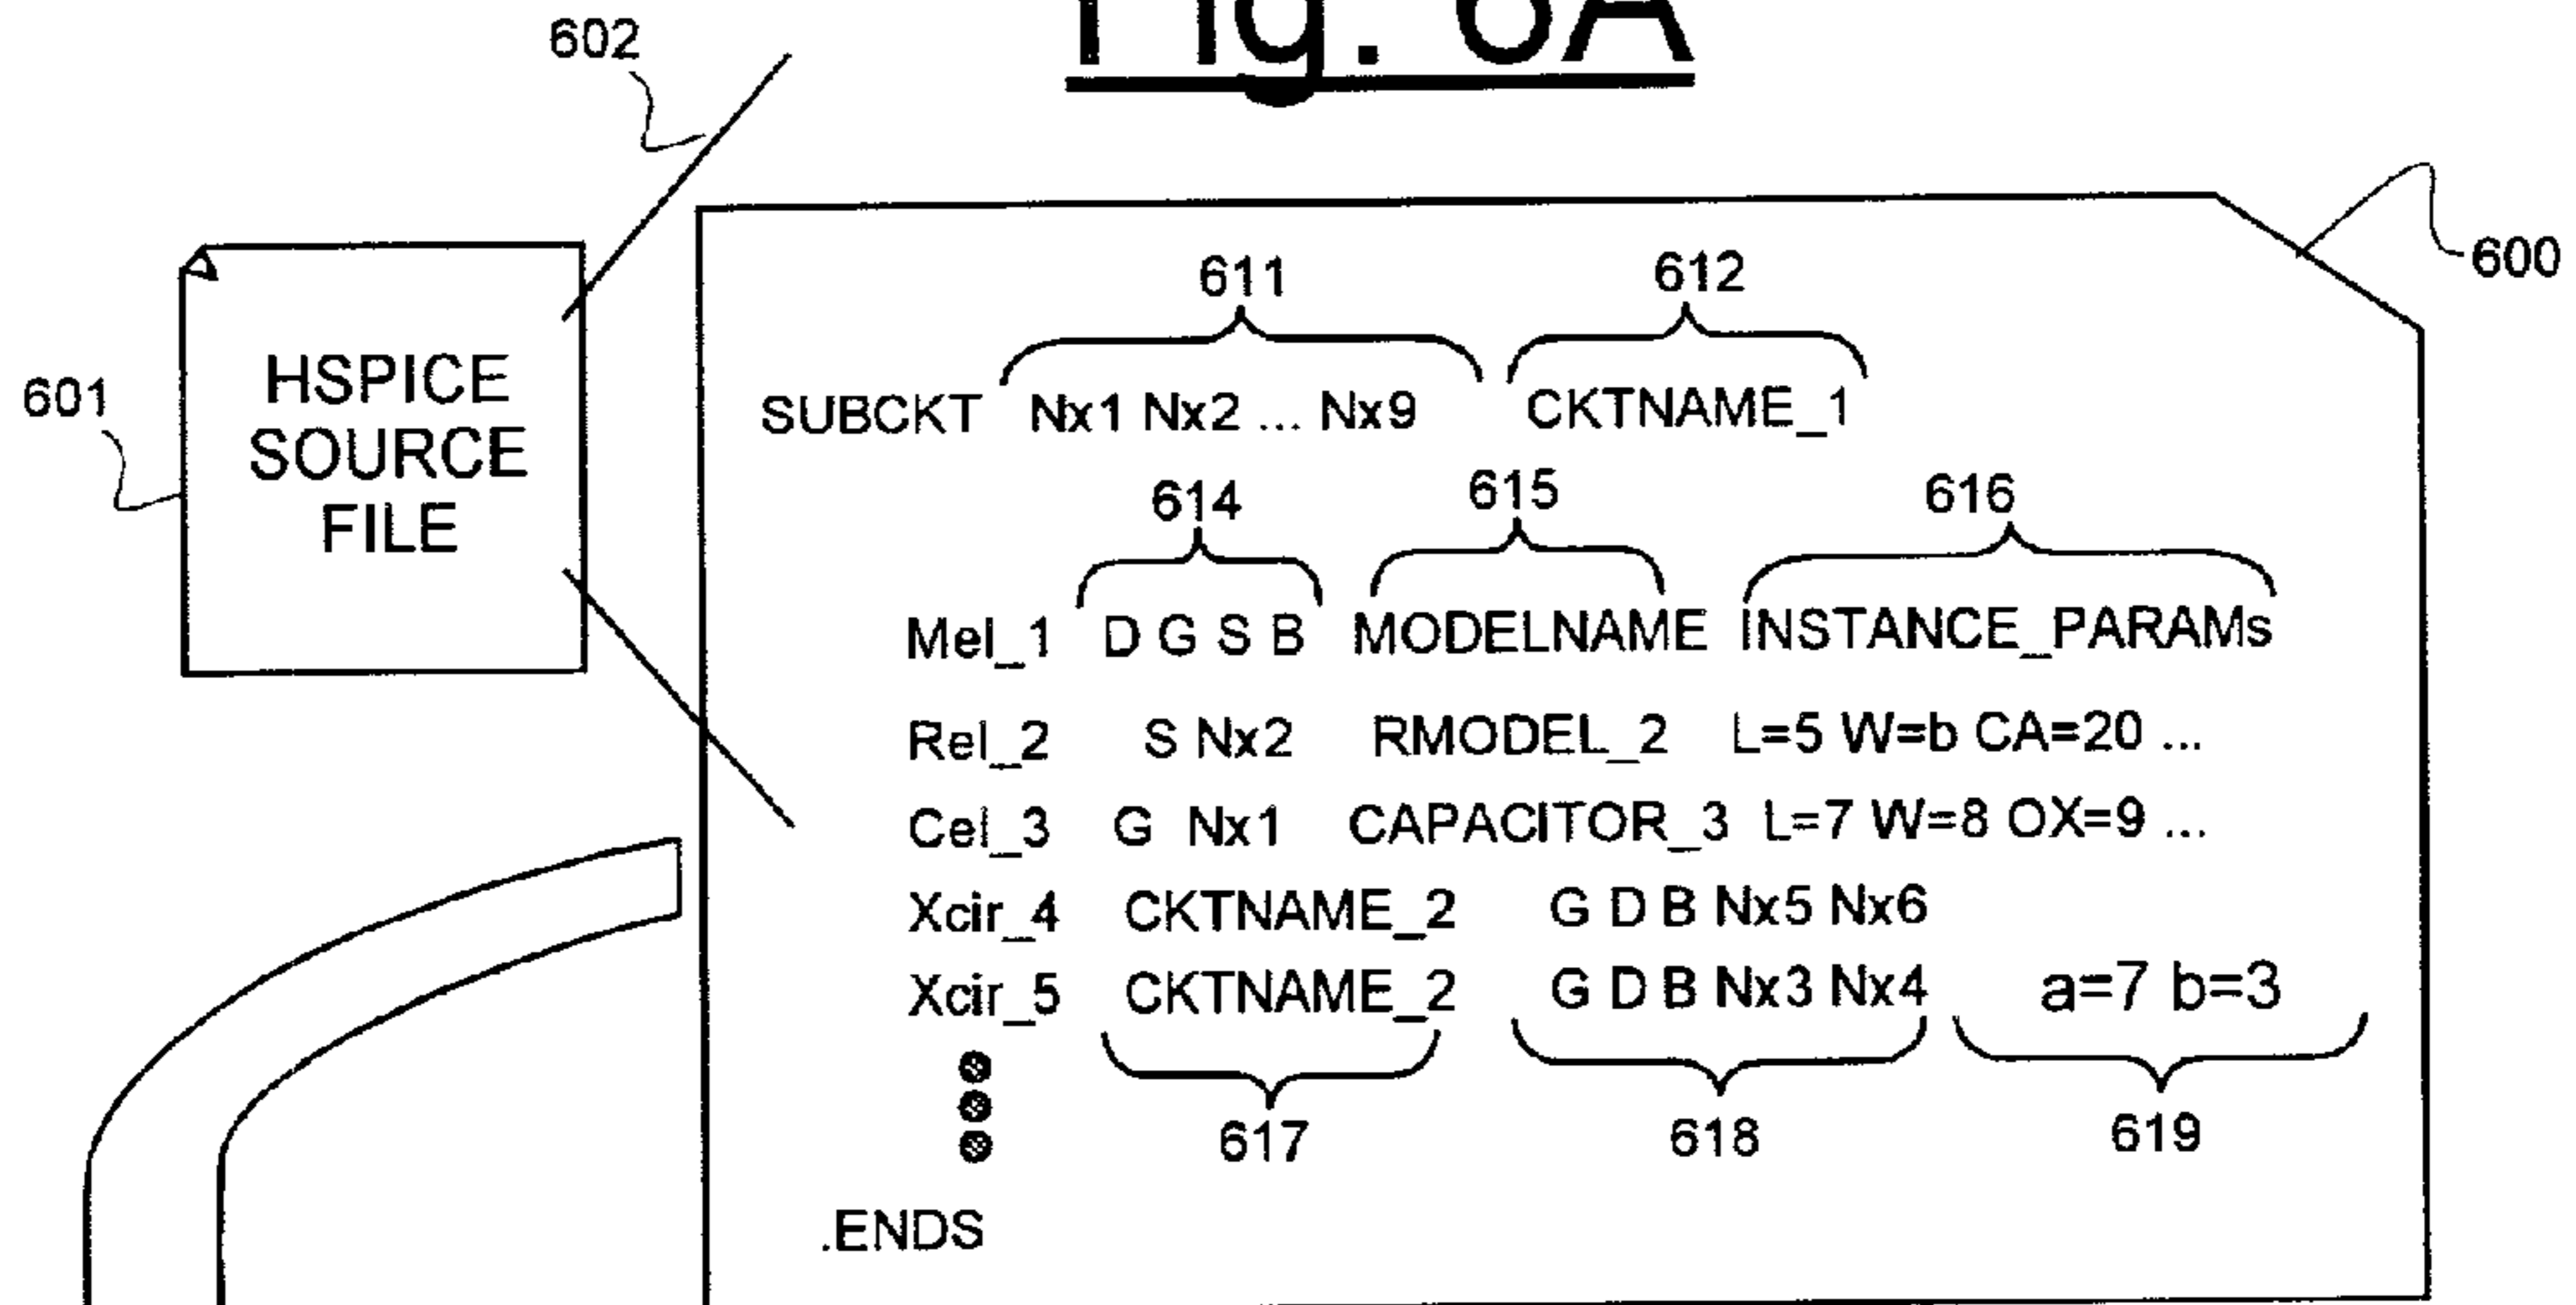 Fig. 6A
602
600
611 612
601
HSPICE
SOURCE
FILE
SUBCKT Nx1 Nx2 ... Nx9 CKTNAME_1
614 615 616
Mel_1 D G S B MODELNAME INSTANCE_PARAMs
Rel_2 S Nx2 RMODEL_2 L=5 W=b CA=20 ...
Cel_3 G Nx1 CAPACITOR_3 L=7 W=8 OX=9 ...
Xcir_4 CKTNAME_2 G D B Nx5 Nx6
Xcir_5 CKTNAME_2 G D B Nx3 Nx4 a=7 b=3
617 618 619
.ENDS